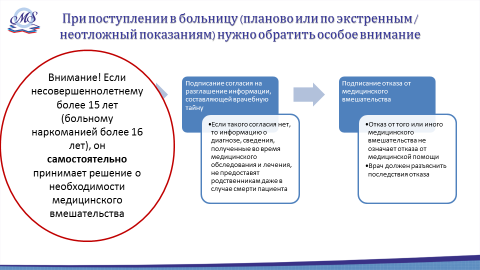 MS
При поступлении в больницу (планово или по экстренным /
неотложный показаниям) нужно обратить особое внимание
Внимание! Если
несовершеннолетнему
более 15 лет
(больному
наркоманией более 16
лет), он
самостоятельно
принимает решение о
необходимости
медицинского
вмешательства
Подписание согласия на
разглашение информации,
составляющей врачебную
тайну
•Если такого согласия нет,
то информацию о
диагнозе, сведения,
полученные во время
медицинского
обследования и лечения,
не предоставят
родственникам даже в
случае смерти пациента
Подписание отказа от
медицинского
вмешательства
•Отказ от того или иного
медицинского
вмешательства не
означает отказа от
медицинской помощи
•Врач должен разъяснить
последствия отказа